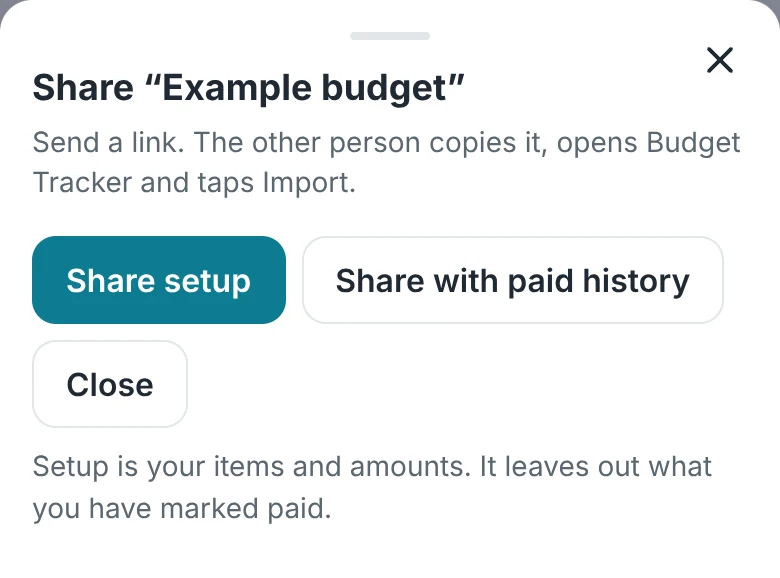 Share “Example budget”
Send a link. The other person copies it, opens Budget
Tracker and taps Import.
Share setup
Share with paid history
Close
Setup is your items and amounts. It leaves out what
you have marked paid.